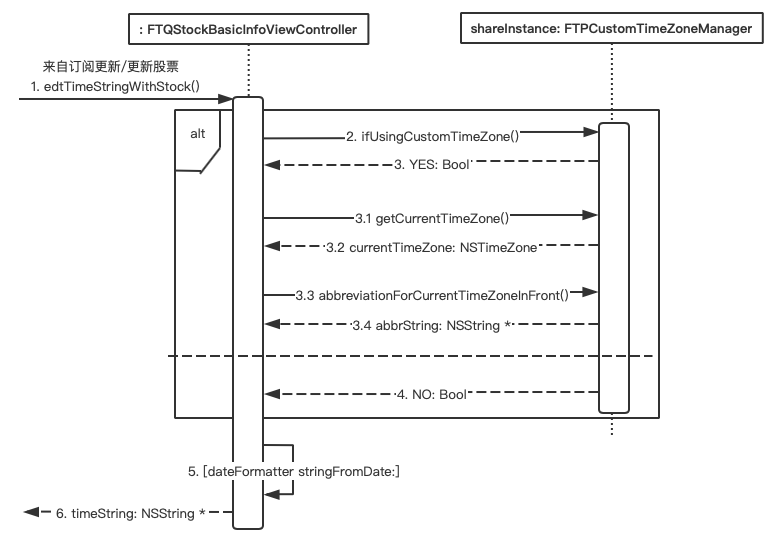 : FTQStockBasicInfoViewController
shareInstance: FTPCustomTimeZoneManager
来自订阅更新/更新股票
1. edtTimeStringWithStock()
alt
2. ifUsingCustomTimeZone()
3. YES: Bool
3.1 getCurrentTimeZone()
3.2 currentTimeZone: NSTimeZone
3.3 abbreviationForCurrentTimeZoneInFront()
3.4 abbrString: NSString *
4. NO: Bool
5. [dateFormatter stringFromDate:]
6. timeString: NSString *